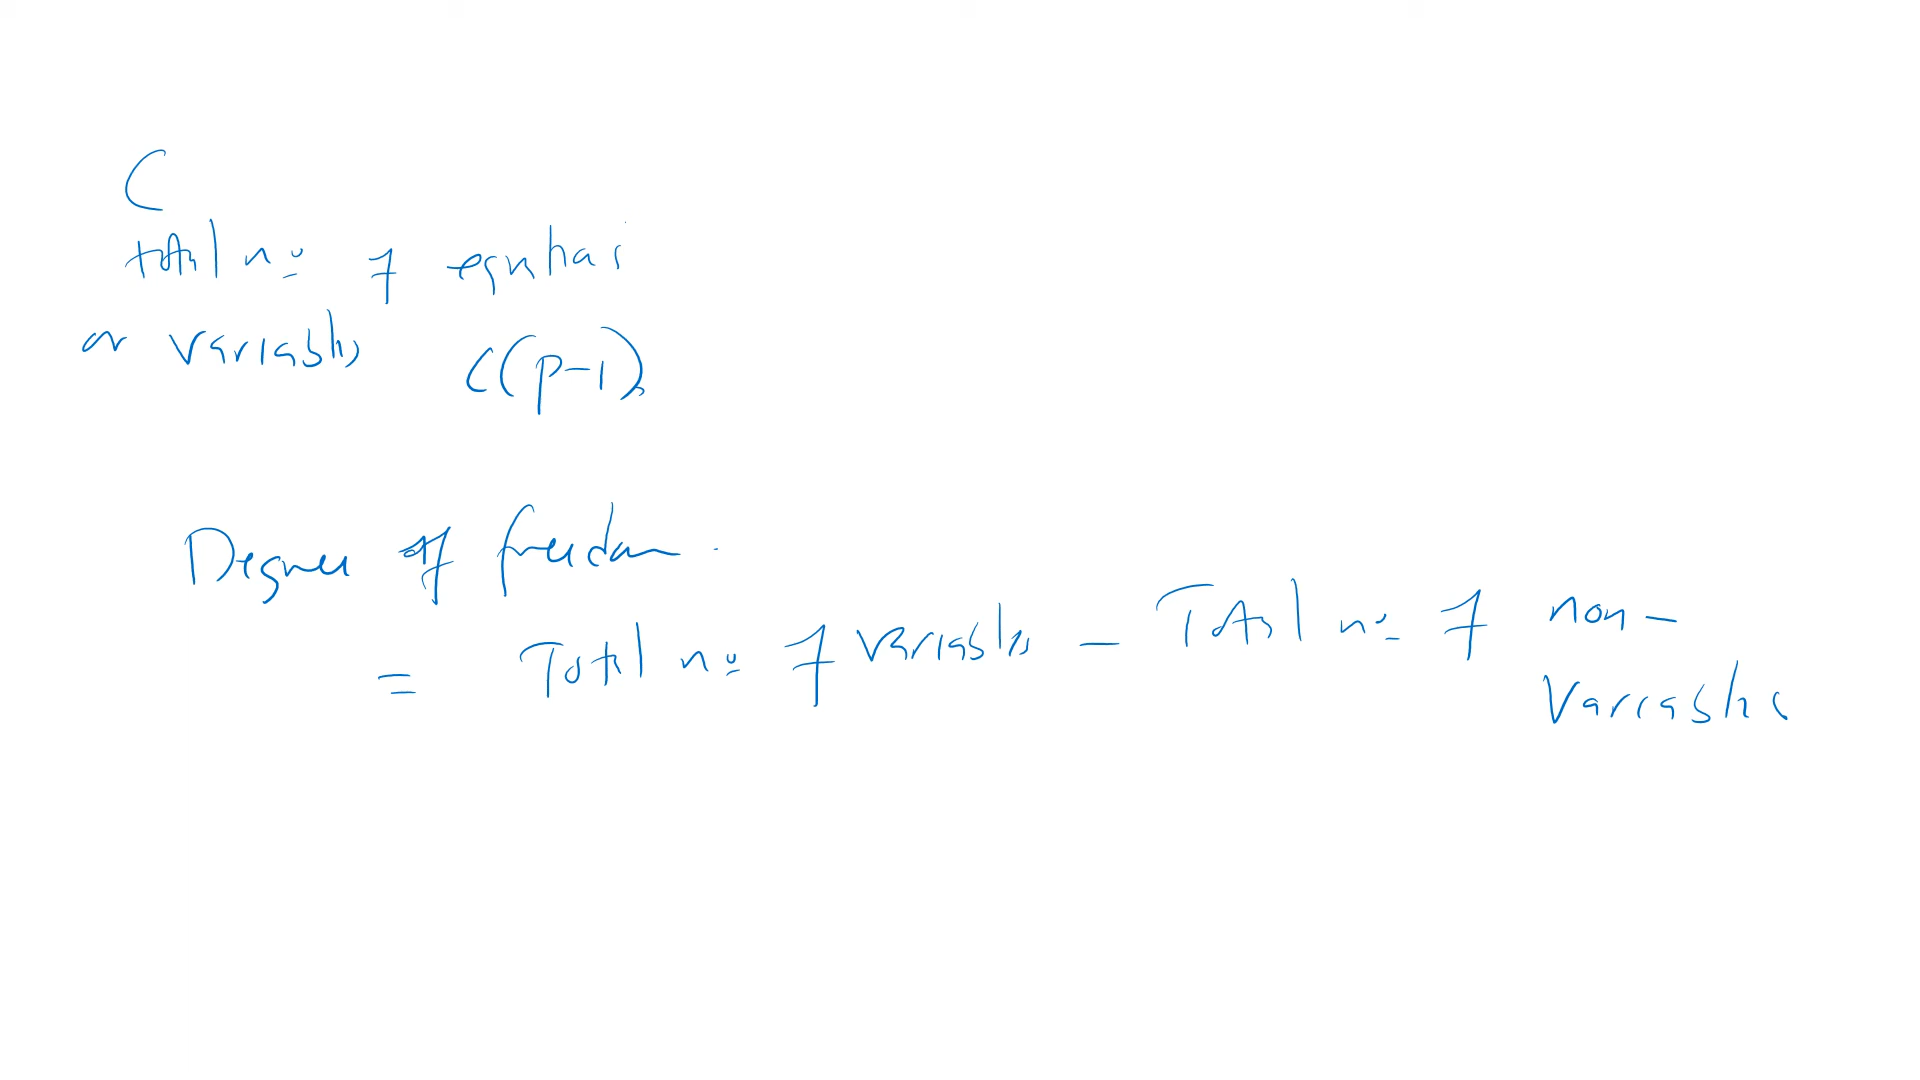 C
total no of equations
or variables C(P-1)
Degree of freedom.
= Total no of variables - Total no of non-
variables